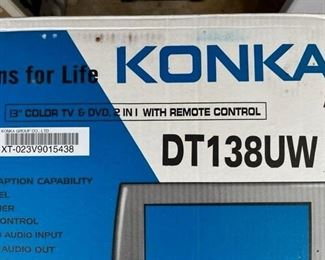 ns for Life KONKA
13" COLOR TV & DVD, 2 IN 1 WITH REMOTE CONTROL
KONKA GROUP CO., LTD
XT-023V9015438
DT138UW
APTION CAPABILITY
EL
ER
ONTROL
AUDIO INPUT
AUDIO OUT